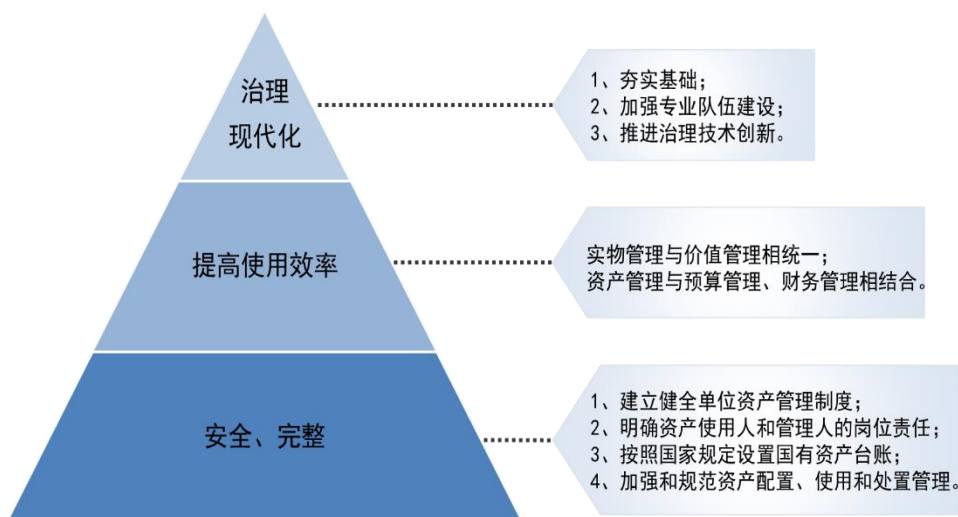 治理
现代化
1、夯实基础；
2、加强专业队伍建设；
3、推进治理技术创新。
提高使用效率
实物管理与价值管理相统一；
资产管理与预算管理、财务管理相结合。
安全、完整
1、建立健全单位资产管理制度；
2、明确资产使用人和管理人的岗位责任；
3、按照国家规定设置国有资产台账；
4、加强和规范资产配置、使用和处置管理。